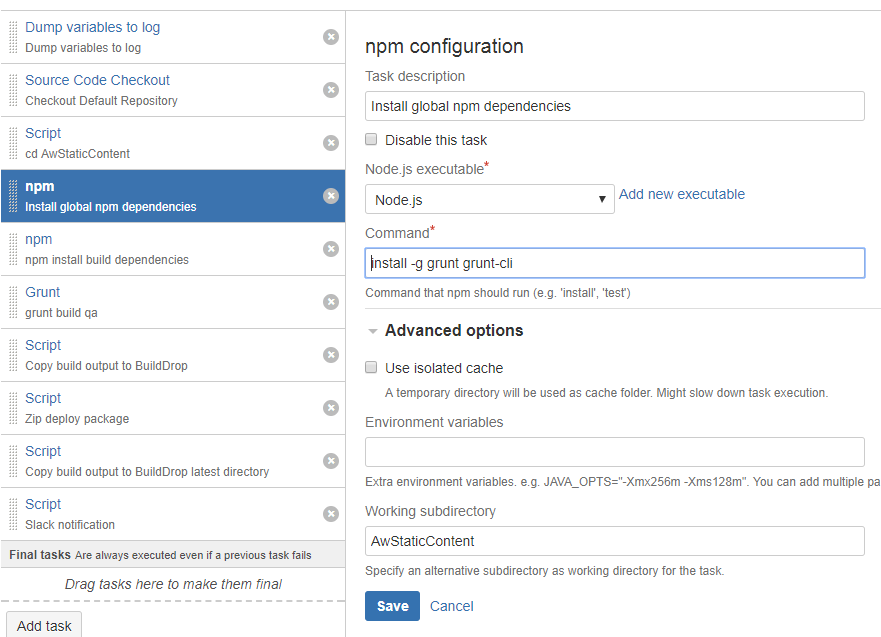 Dump variables to log
Dump variables to log
Source Code Checkout
Checkout Default Repository
Script
cd AwStaticContent
npm
Install global npm dependencies
npm
npm install build dependencies
Grunt
grunt build qa
Script
Copy build output to BuildDrop
Script
Zip deploy package
Script
Copy build output to BuildDrop latest directory
Script
Slack notification
Final tasks Are always executed even if a previous task fails
Drag tasks here to make them final
Add task
npm configuration
Task description
Install global npm dependencies
Disable this task
Node.js executable*
Node.js
Add new executable
Command*
install -g grunt grunt-cli
Command that npm should run (e.g. 'install', 'test')
Advanced options
Use isolated cache
A temporary directory will be used as cache folder. Might slow down task execution.
Environment variables
Extra environment variables. e.g. JAVA_OPTS="-Xmx256m -Xms128m". You can add multiple pa
Working subdirectory
AwStaticContent
Specify an alternative subdirectory as working directory for the task.
Save
Cancel